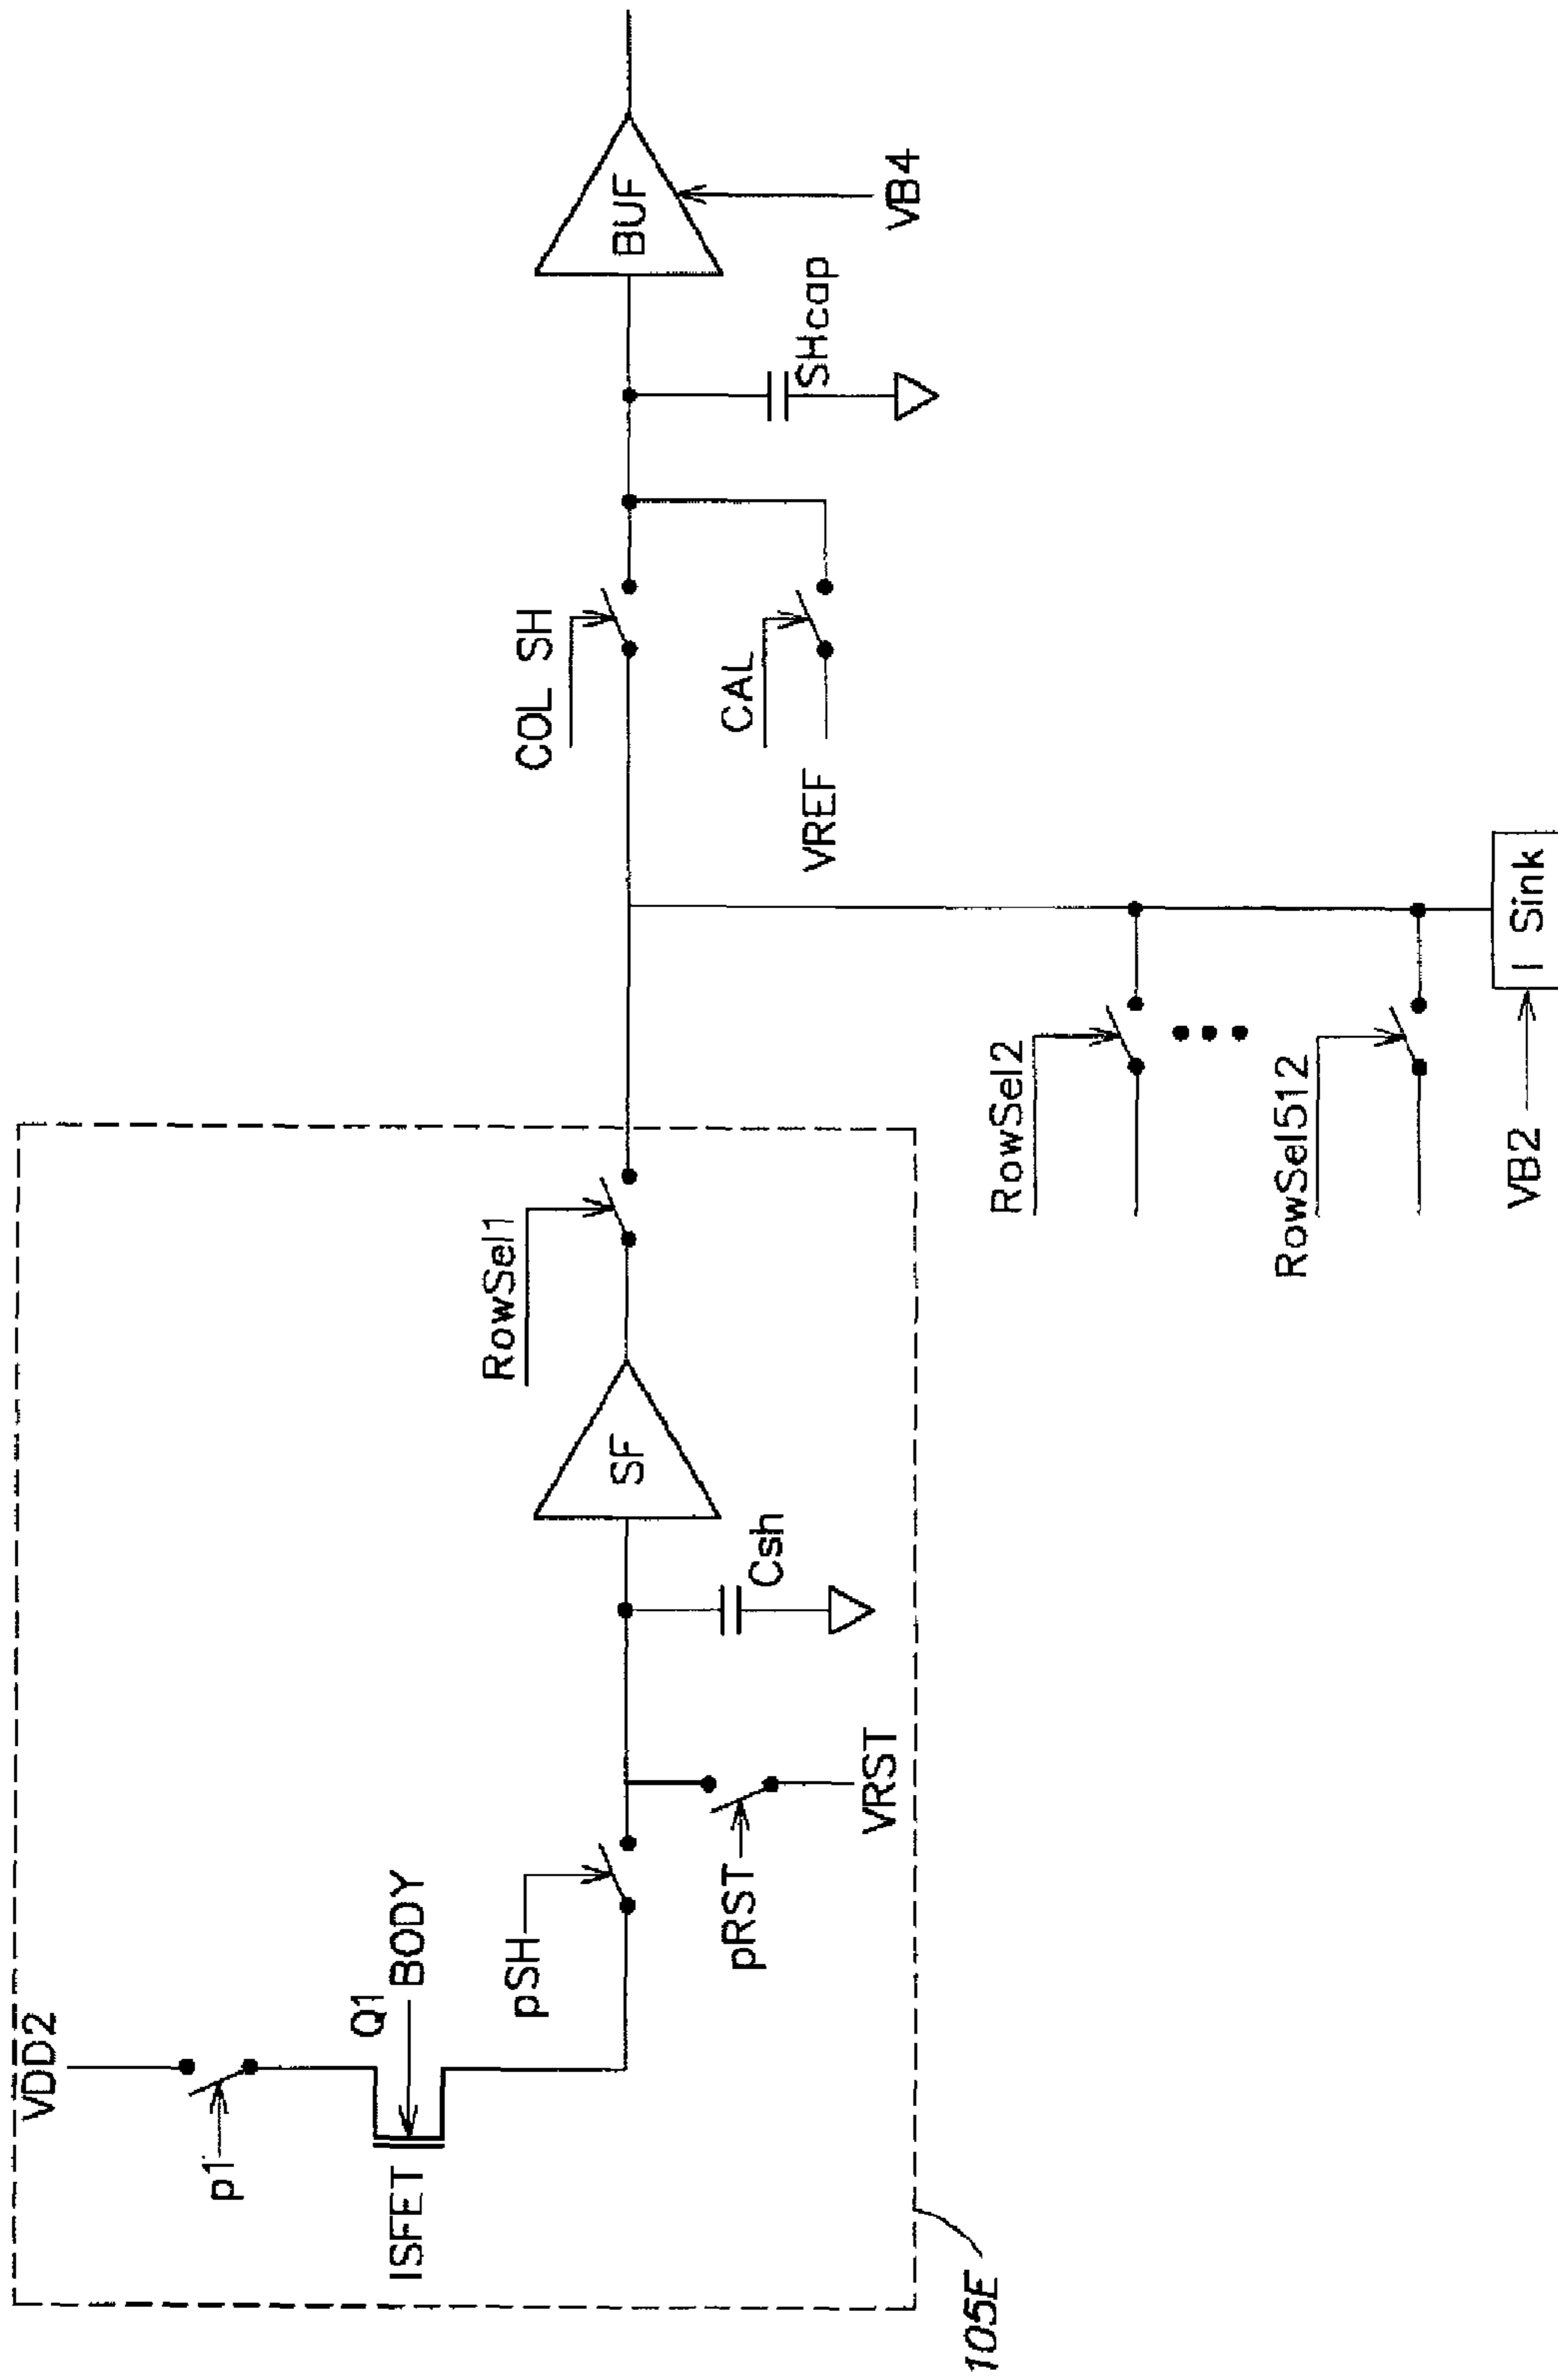 VDD2
p1
Q1
BODY
ISFET
pSH
pRST
VRST
Csh
SF
RowSel1
RowSel2
RowSel512
VB2
I Sink
COL SH
CAL
VREF
SHcap
BUF
VB4
105E